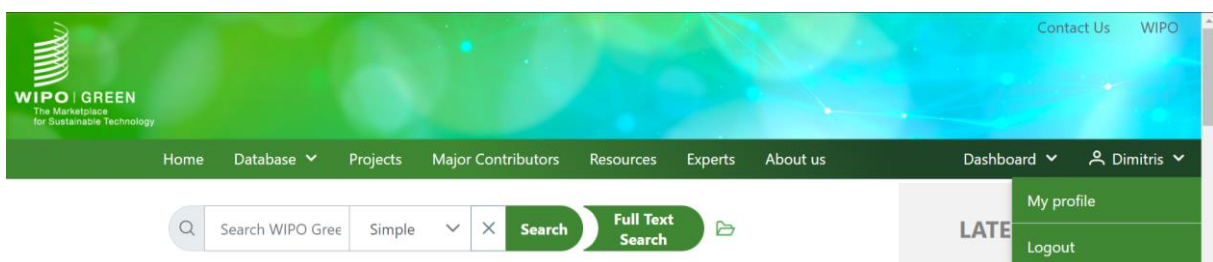 Contact Us WIPO
WIPO | GREEN
The Marketplace
for Sustainable Technology
Home Database Projects Major Contributors Resources Experts About us Dashboard Dimitris
My profile
Logout
Search WIPO Gree Simple Search Full Text
Search
LATE